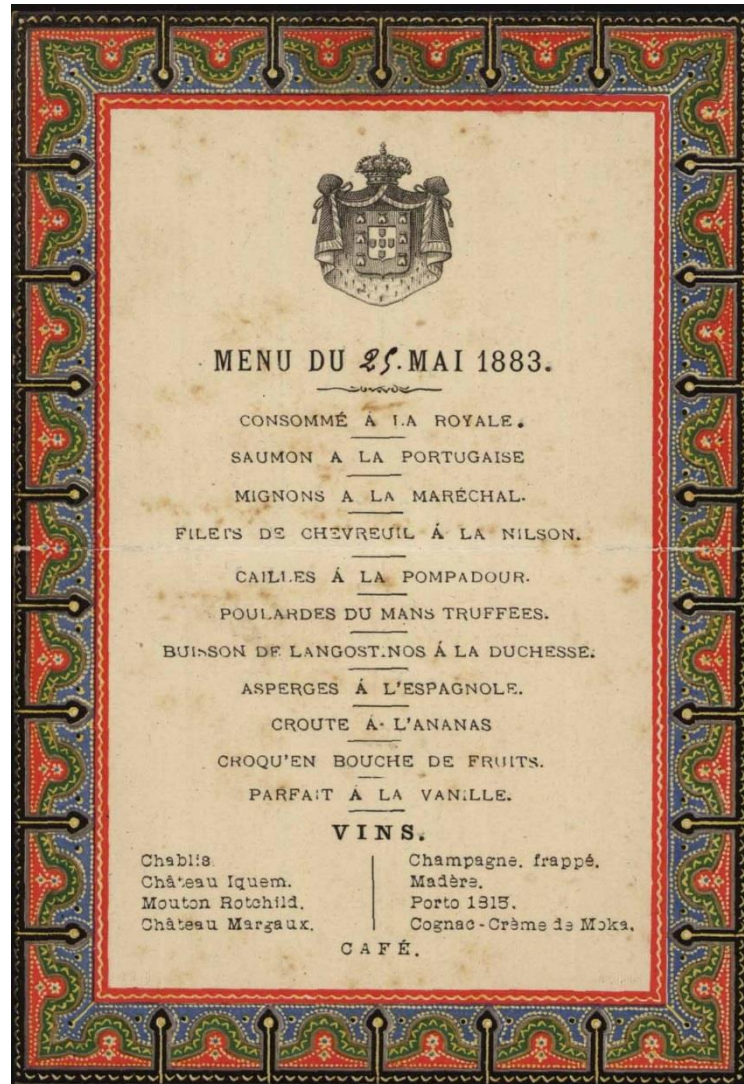 MENU DU 25. MAI 1883.
CONSOMMÉ Á LA ROYALE.
SAUMON A LA PORTUGAISE
MIGNONS A LA MARÉCHAL.
FILETS DE CHEVREUIL Á LA NILSON.
CAILLES Á LA POMPADOUR.
POULARDES DU MANS TRUFFEES.
BUISSON DE LANGOSTINOS Á LA DUCHESSE.
ASPERGES Á L'ESPAGNOLE.
CROUTE Á L'ANANAS
CROQU'EN BOUCHE DE FRUITS.
PARFAIT A LA VANILLE.
VINS.
Chablis.
Château Iquem.
Mouton Rotchild.
Château Margaux.
Champagne. frappé.
Madère.
Porto 1815.
Cognac-Crème de Moka.
CAFÉ.